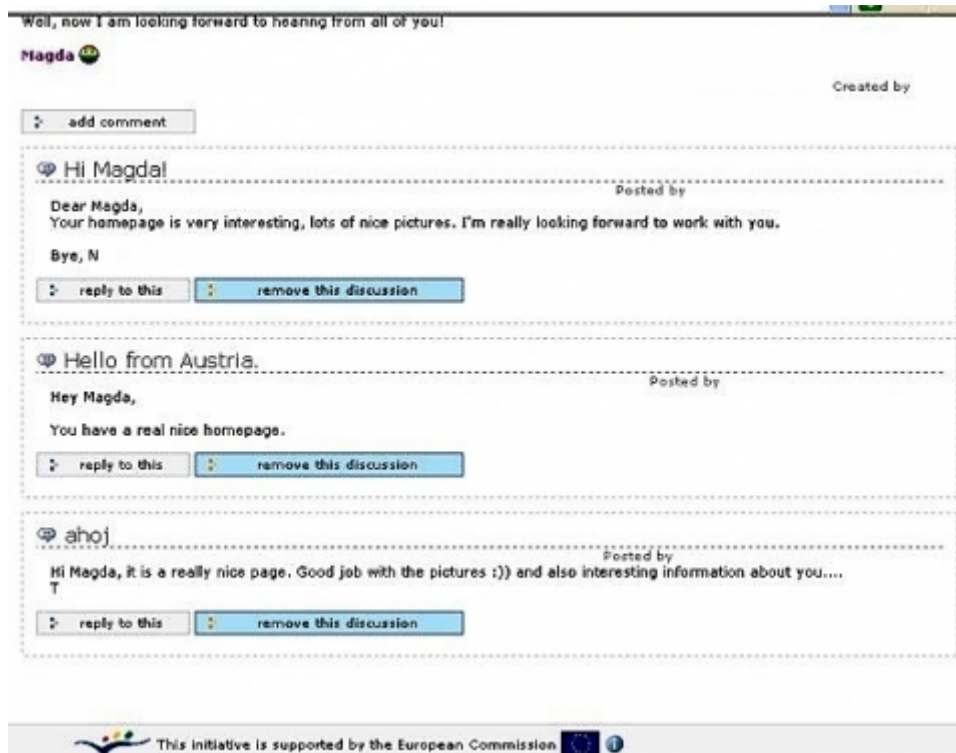 Well, now I am looking forward to hearing from all of you!
Magda
Created by
add comment
Hi Magda!
Posted by
Dear Magda,
Your homepage is very interesting, lots of nice pictures. I'm really looking forward to work with you.
Bye, N
reply to this remove this discussion
Hello from Austria.
Posted by
Hey Magda,
You have a real nice homepage.
reply to this remove this discussion
ahoj
Posted by
Hi Magda, it is a really nice page. Good job with the pictures :)) and also interesting information about you....
T
reply to this remove this discussion
This initiative is supported by the European Commission